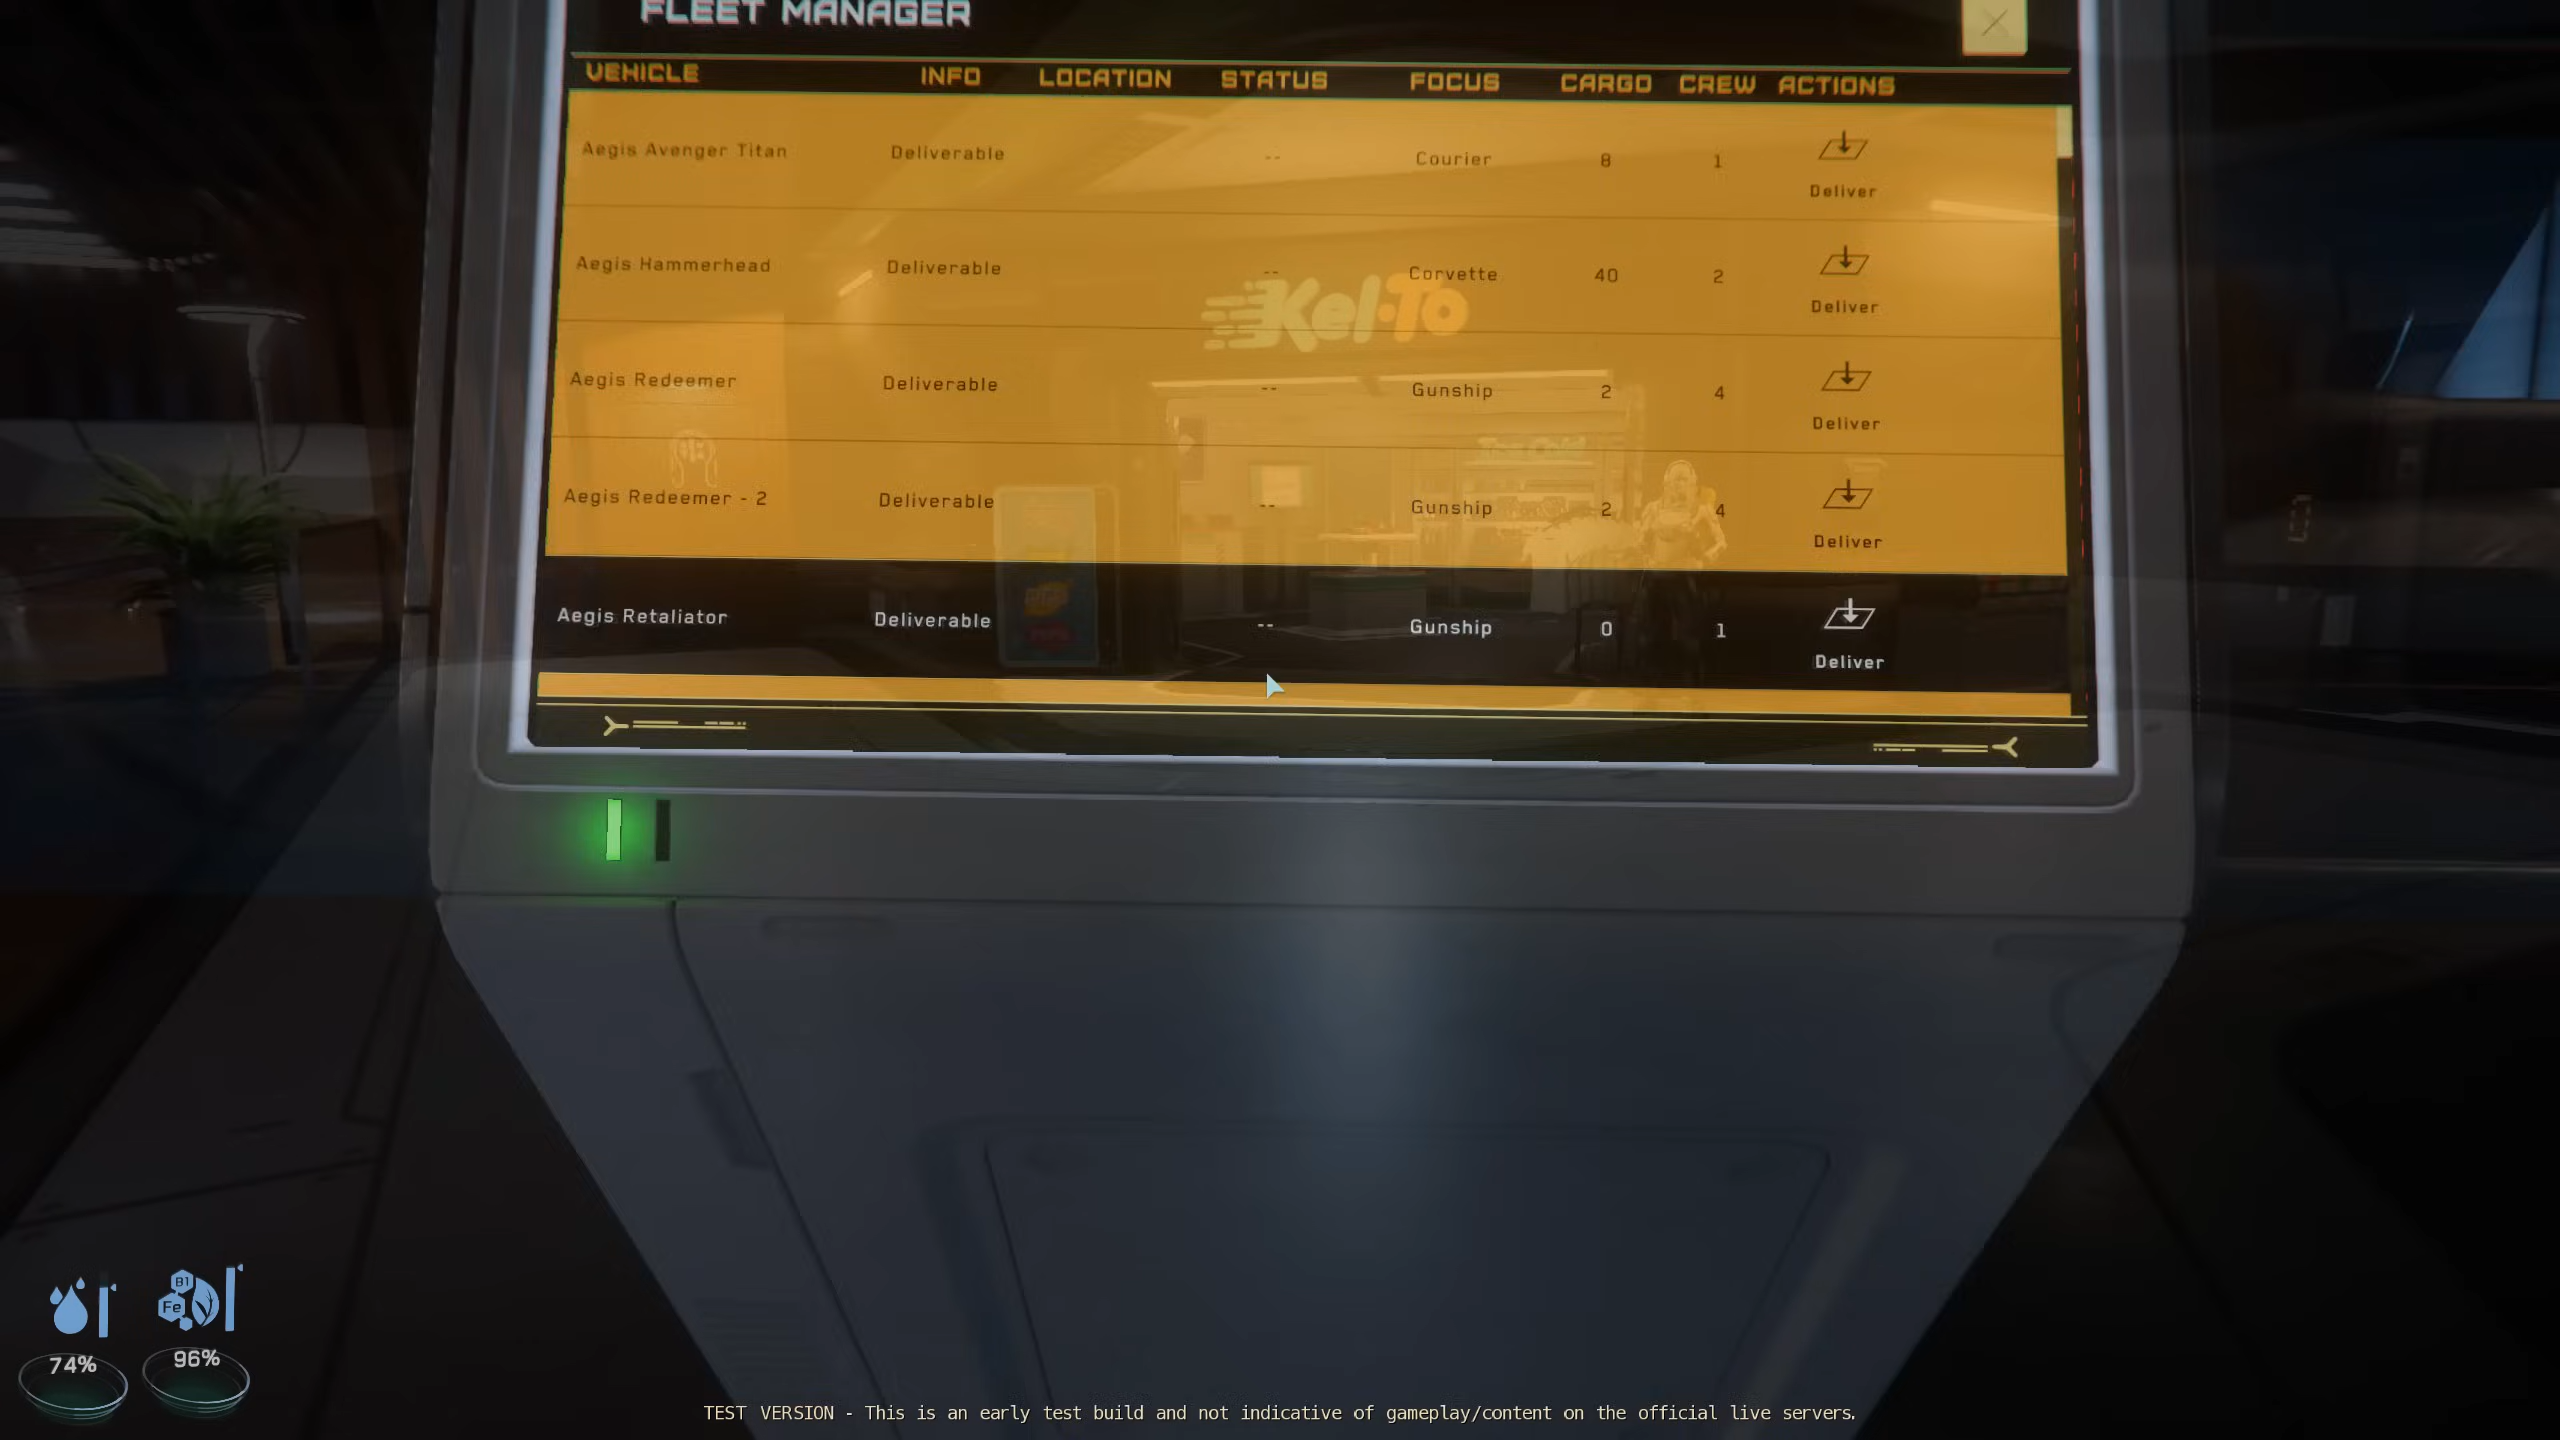 FLEET MANAGER
VEHICLE INFO LOCATION STATUS FOCUS CARGO CREW ACTIONS
Aegis Avenger Titan Deliverable -- Courier 8 1 Deliver
Aegis Hammerhead Deliverable -- Corvette 40 2 Deliver
Kel-To
Aegis Redeemer Deliverable -- Gunship 2 4 Deliver
Aegis Redeemer - 2 Deliverable -- Gunship 2 4 Deliver
Aegis Retaliator Deliverable -- Gunship 0 1 Deliver
B1
Fe
74% 96%
TEST VERSION - This is an early test build and not indicative of gameplay/content on the official live servers.